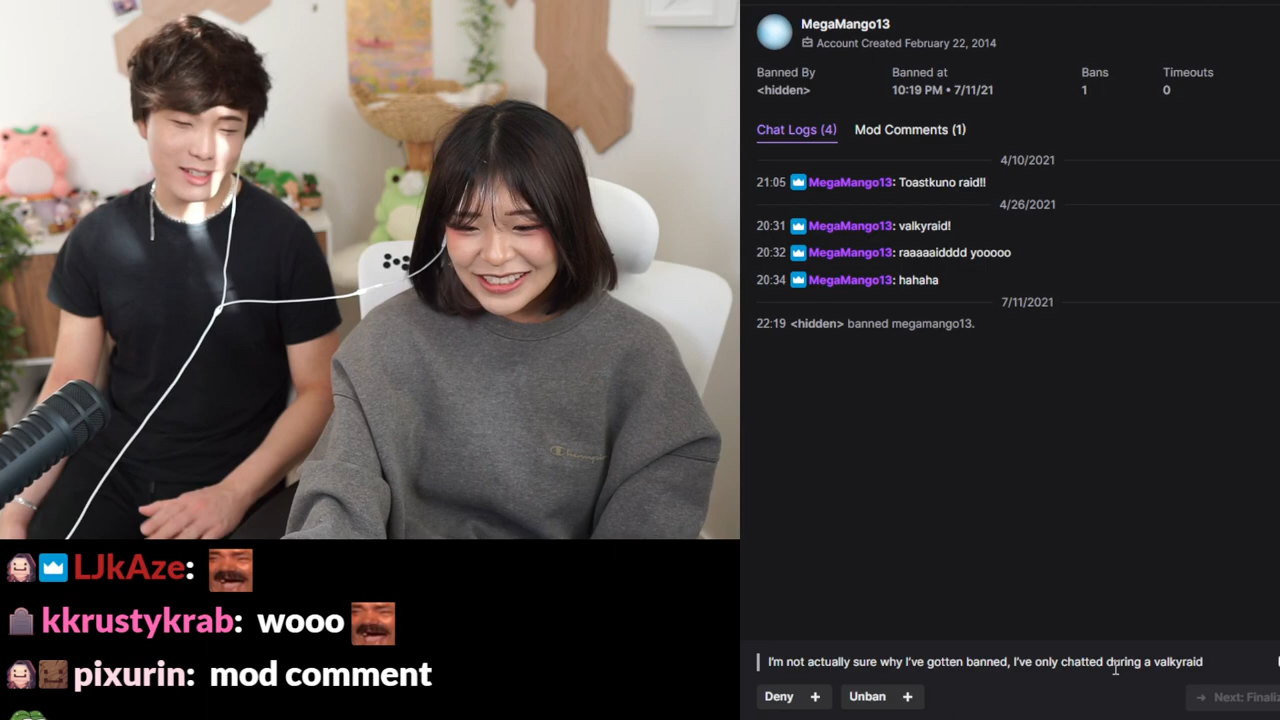 MegaMango13
Account Created February 22, 2014
Banned By
Banned at
Bans
Timeouts
<hidden>
10:19 PM • 7/11/21
1
0
Chat Logs (4)
Mod Comments (1)
4/10/2021
21:05 MegaMango13: Toastkuno raid!!
4/26/2021
20:31 MegaMango13: valkyraid!
20:32 MegaMango13: raaaaaidddd yooooo
20:34 MegaMango13: hahaha
7/11/2021
22:19 <hidden> banned megamango13.
I'm not actually sure why I've gotten banned, I've only chatted during a valkyraid
Deny +
Unban +
→ Next: Finali
LJkAze:
kkrustykrab: wooo
pixurin: mod comment